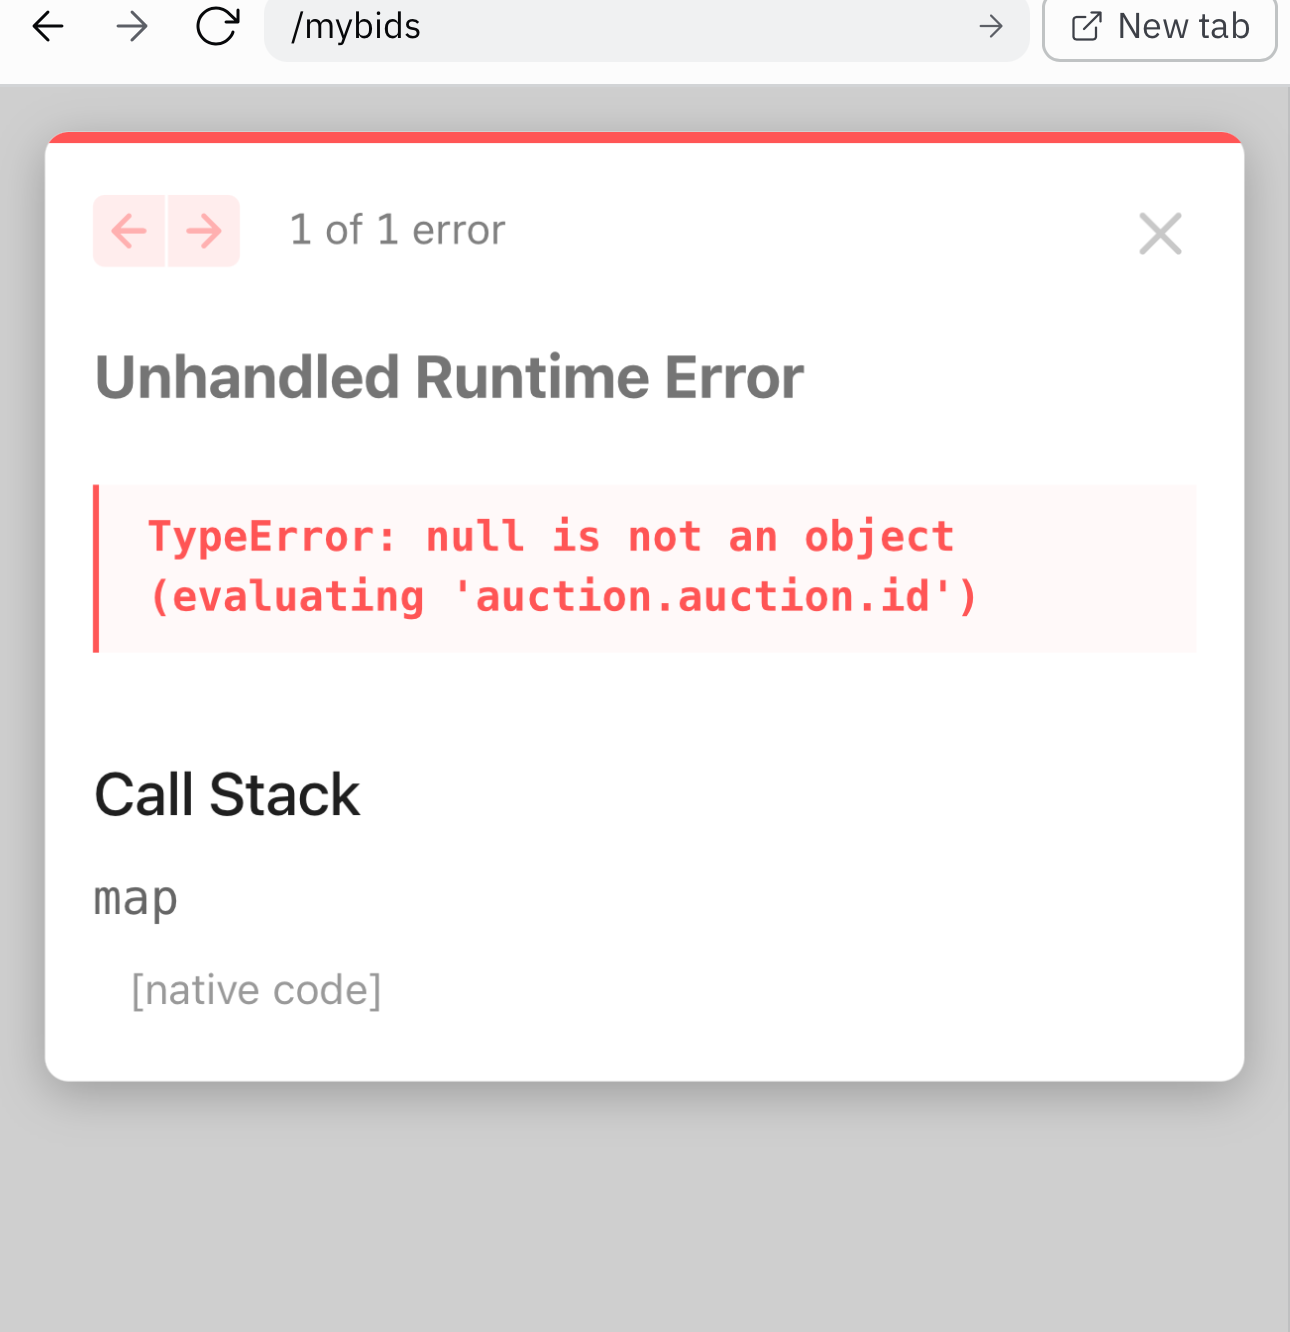 /mybids
New tab
1 of 1 error
Unhandled Runtime Error
TypeError: null is not an object
(evaluating 'auction.auction.id')
Call Stack
map
[native code]